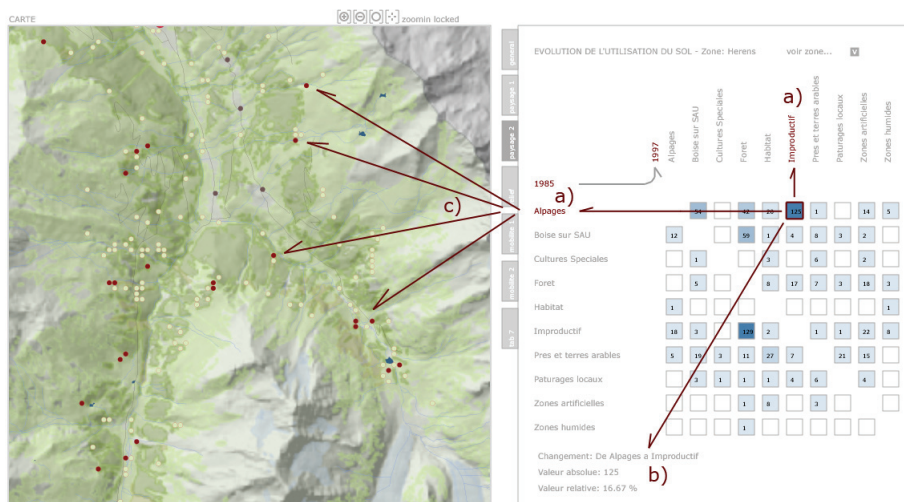 CARTE
zoomin locked
general
paysage 1
paysage 2
mobilite 2
tab 7
EVOLUTION DE L'UTILISATION DU SOL - Zone: Herens voir zone... v
a)
1997 Alpages Boise sur SAU Cultures Speciales Foret Habitat Improductif Pres et terres arables Paturages locaux Zones artificielles Zones humides
1985
a)
c)
Alpages 54 42 26 125 1 14 5
Boise sur SAU 12 59 1 4 8 3 2
Cultures Speciales 1 3 6 2
Foret 5 8 17 7 3 18 3
Habitat 1 1
Improductif 18 3 129 2 1 1 22 8
Pres et terres arables 5 19 3 11 27 7 21 15
Paturages locaux 3 1 1 1 4 6 4
Zones artificielles 1 8 3
Zones humides 1
Changement: De Alpages a Improductif
b)
Valeur absolue: 125
Valeur relative: 16.67 %